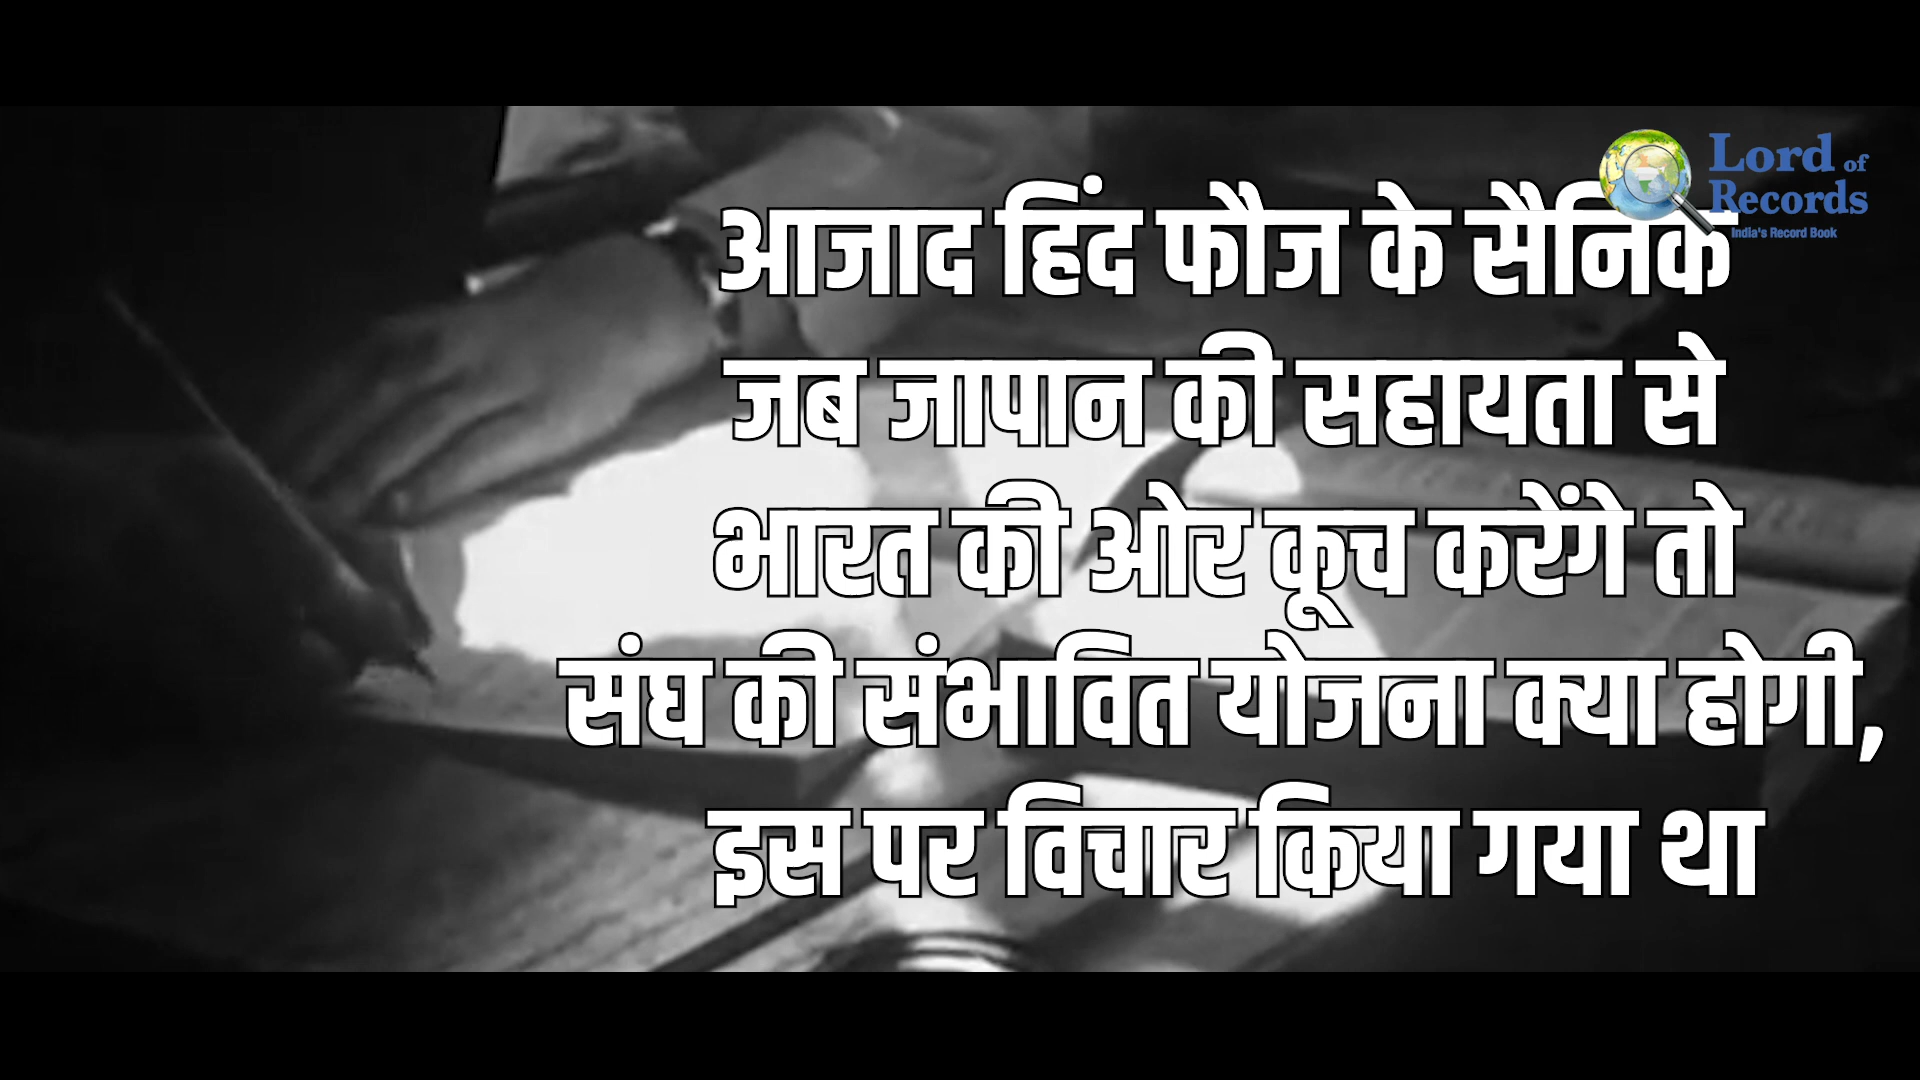 Lord of
Records
India's Record Book
आजाद हिंद फौज के सैनिक
जब जापान की सहायता से
भारत की ओर कूच करेंगे तो
संघ की संभावित योजना क्या होगी,
इस पर विचार किया गया था